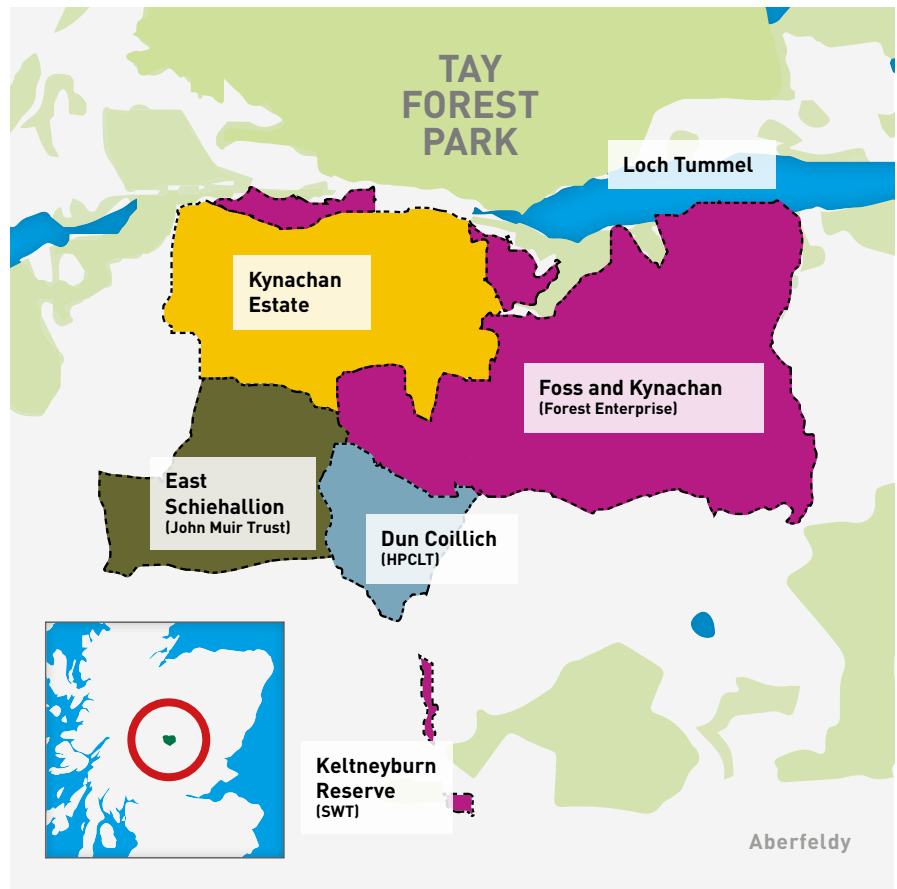 TAY
FOREST
PARK
Loch Tummel
Kynachan
Estate
Foss and Kynachan
(Forest Enterprise)
East
Schiehallion
(John Muir Trust)
Dun Coillich
(HPCLT)
Keltneyburn
Reserve
(SWT)
Aberfeldy